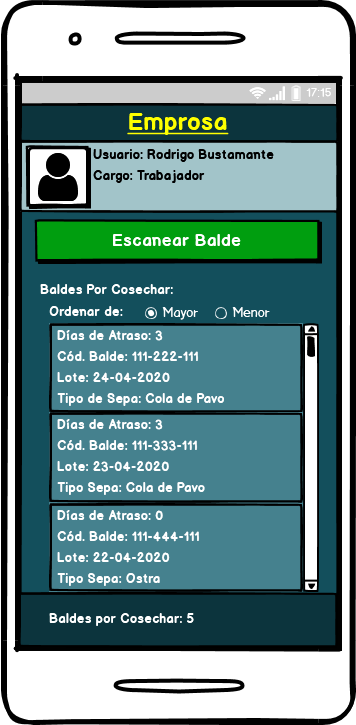 17:15
Emprosa
Usuario: Rodrigo Bustamante
Cargo: Trabajador
Escanear Balde
Baldes Por Cosechar:
Ordenar de: Mayor Menor
Días de Atraso: 3
Cód. Balde: 111-222-111
Lote: 24-04-2020
Tipo de Sepa: Cola de Pavo
Días de Atraso: 3
Cód. Balde: 111-333-111
Lote: 23-04-2020
Tipo Sepa: Cola de Pavo
Días de Atraso: 0
Cód. Balde: 111-444-111
Lote: 22-04-2020
Tipo Sepa: Ostra
Baldes por Cosechar: 5